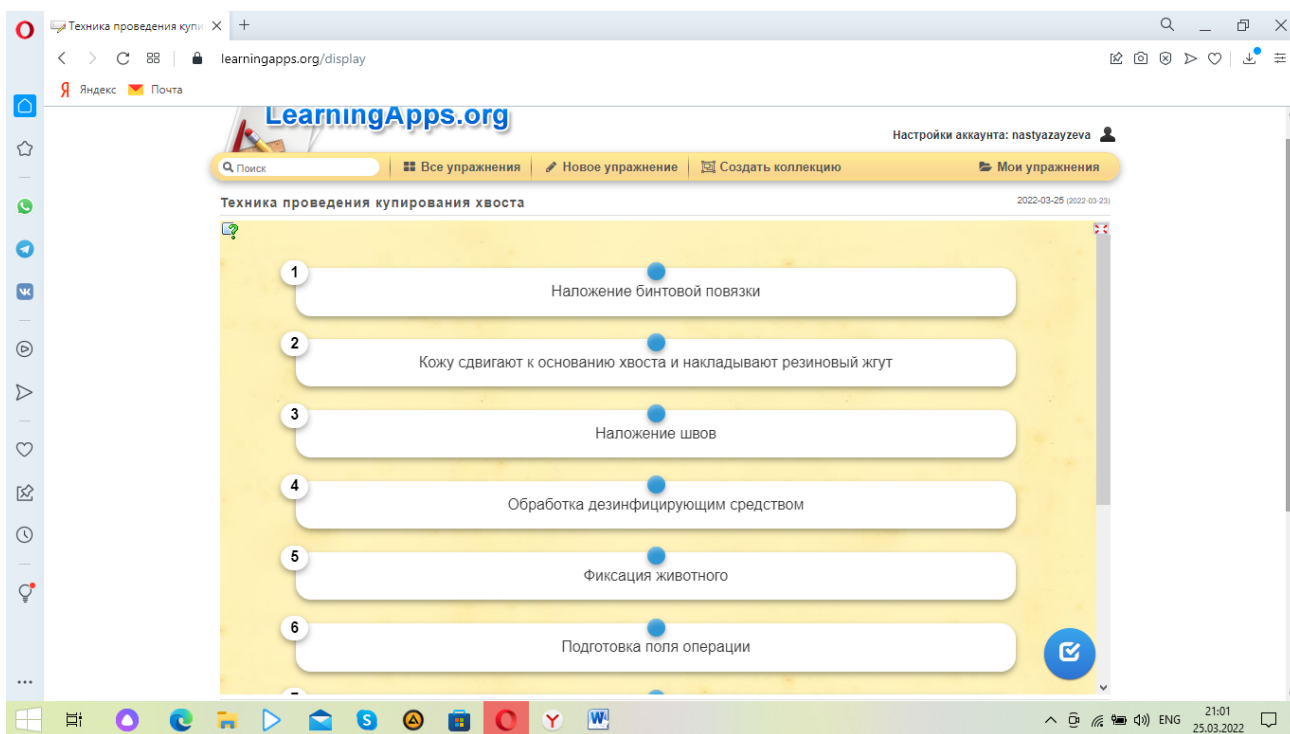 Техника проведения купи
learningapps.org/display
Яндекс Почта
LearningApps.org
Настройки аккаунта: nastyazayzeva
Поиск Все упражнения Новое упражнение Создать коллекцию Мои упражнения
Техника проведения купирования хвоста 2022-03-25 (2022-03-23)
1
Наложение бинтовой повязки
2
Кожу сдвигают к основанию хвоста и накладывают резиновый жгут
3
Наложение швов
4
Обработка дезинфицирующим средством
5
Фиксация животного
6
Подготовка поля операции
ENG 21:01
25.03.2022